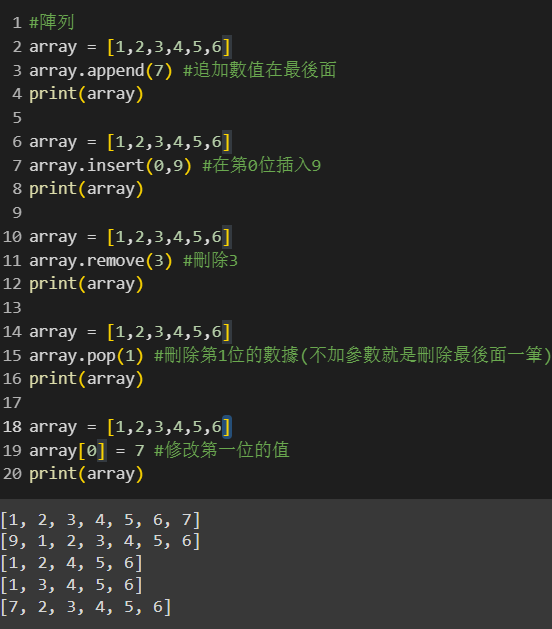 1 #陣列
2 array = [1,2,3,4,5,6]
3 array.append(7) #追加數值在最後面
4 print(array)
5
6 array = [1,2,3,4,5,6]
7 array.insert(0,9) #在第0位插入9
8 print(array)
9
10 array = [1,2,3,4,5,6]
11 array.remove(3) #刪除3
12 print(array)
13
14 array = [1,2,3,4,5,6]
15 array.pop(1) #刪除第1位的數據(不加參數就是刪除最後面一筆)
16 print(array)
17
18 array = [1,2,3,4,5,6]
19 array[0] = 7 #修改第一位的值
20 print(array)
[1, 2, 3, 4, 5, 6, 7]
[9, 1, 2, 3, 4, 5, 6]
[1, 2, 4, 5, 6]
[1, 3, 4, 5, 6]
[7, 2, 3, 4, 5, 6]